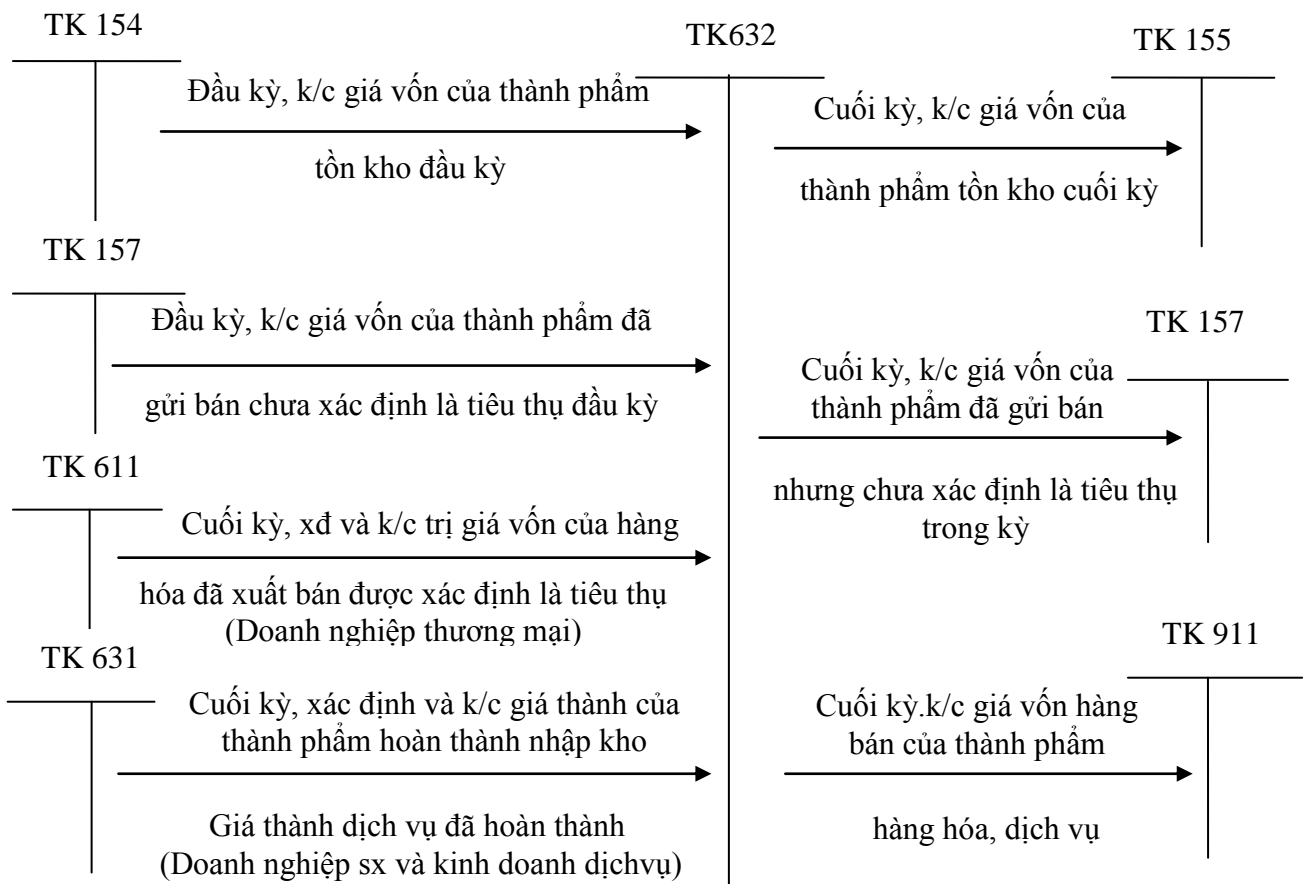 TK 154
TK632
TK 155
Đầu kỳ, k/c giá vốn của thành phẩm
tồn kho đầu kỳ
Cuối kỳ, k/c giá vốn của
thành phẩm tồn kho cuối kỳ
TK 157
Đầu kỳ, k/c giá vốn của thành phẩm đã
gửi bán chưa xác định là tiêu thụ đầu kỳ
TK 157
Cuối kỳ, k/c giá vốn của
thành phẩm đã gửi bán
nhưng chưa xác định là tiêu thụ
trong kỳ
TK 611
Cuối kỳ, xđ và k/c trị giá vốn của hàng
hóa đã xuất bán được xác định là tiêu thụ
(Doanh nghiệp thương mại)
TK 631
Cuối kỳ, xác định và k/c giá thành của
thành phẩm hoàn thành nhập kho
Giá thành dịch vụ đã hoàn thành
(Doanh nghiệp sx và kinh doanh dịchvụ)
TK 911
Cuối kỳ.k/c giá vốn hàng
bán của thành phẩm
hàng hóa, dịch vụ